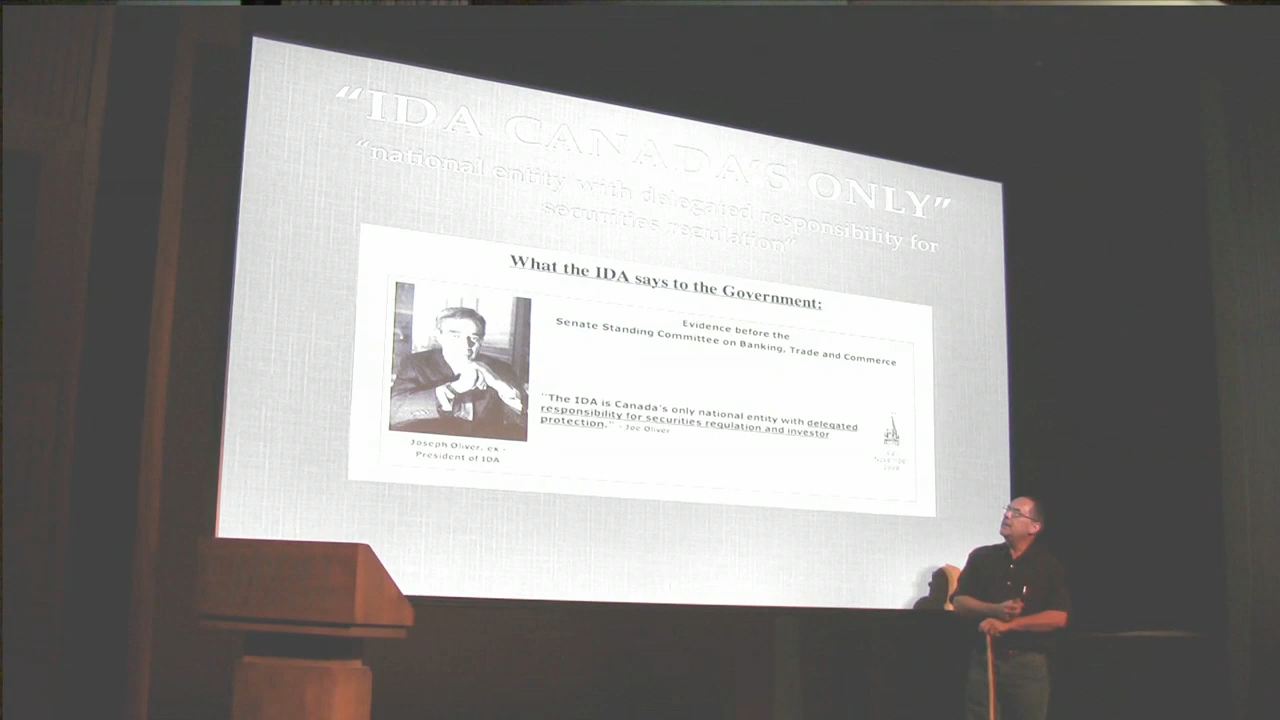 “IDA CANADA'S ONLY”
“national entity with delegated responsibility for
securities regulation”
What the IDA says to the Government:
Evidence before the
Senate Standing Committee on Banking, Trade and Commerce
“The IDA is Canada's only national entity with delegated
responsibility for securities regulation and investor
protection.” - Joe Oliver
Joseph Oliver, ex -
President of IDA